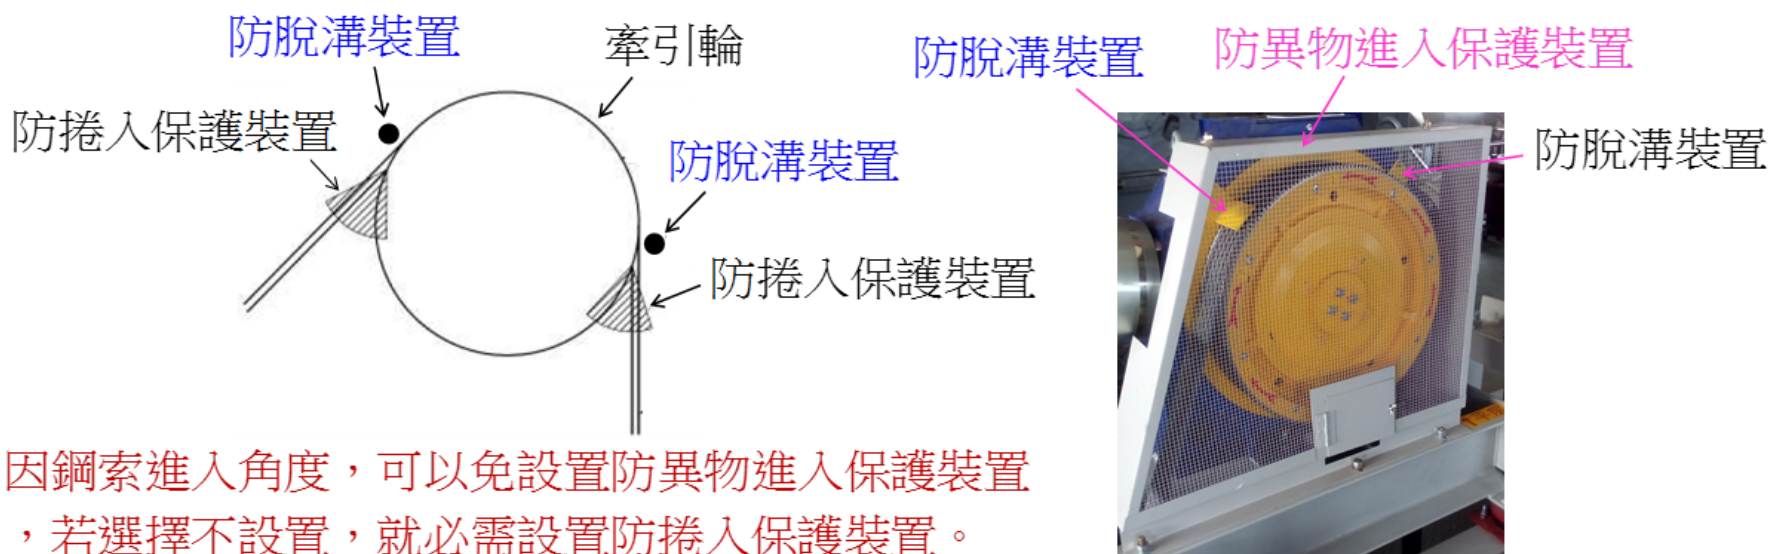 防脫溝裝置
牽引輪
防捲入保護裝置
防脫溝裝置
防捲入保護裝置
防脫溝裝置
防異物進入保護裝置
防脫溝裝置
因鋼索進入角度，可以免設置防異物進入保護裝置
，若選擇不設置，就必需設置防捲入保護裝置。